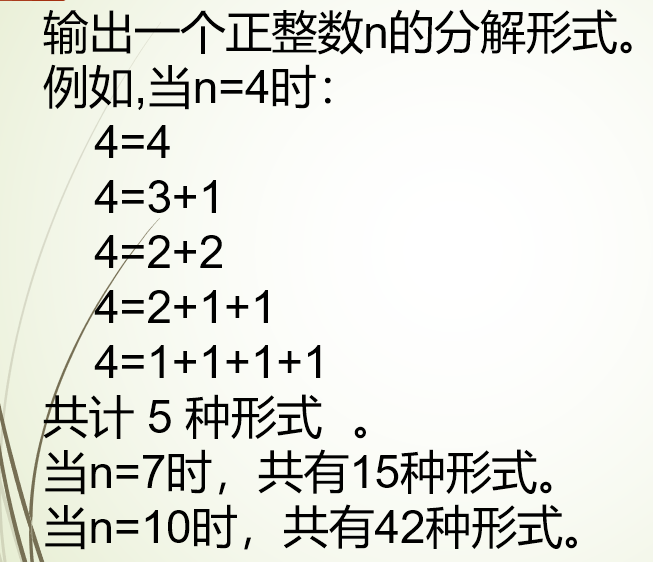 输出一个正整数n的分解形式。
例如,当n=4时：
4=4
4=3+1
4=2+2
4=2+1+1
4=1+1+1+1
共计 5 种形式 。
当n=7时，共有15种形式。
当n=10时，共有42种形式。